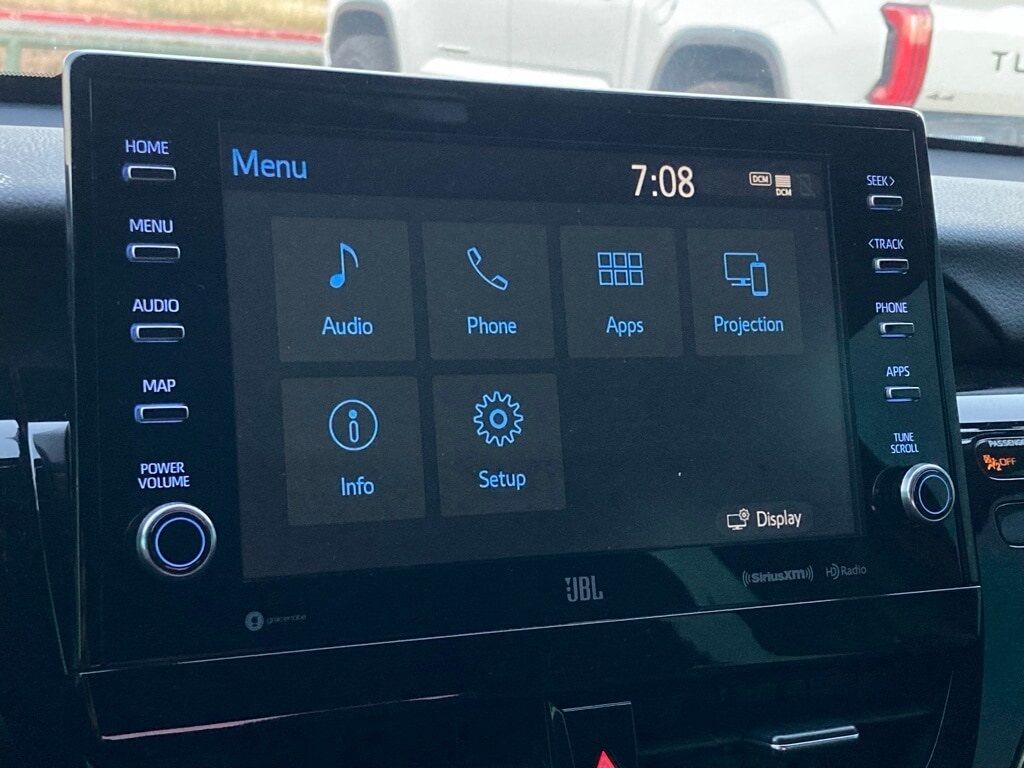 HOME
MENU
AUDIO
MAP
POWER
VOLUME
Menu
7:08
DCM
DCM
Audio
Phone
Apps
Projection
Info
Setup
Display
SEEK>
<TRACK
PHONE
APPS
TUNE
SCROLL
gracenote
JBL
SiriusXM
HD Radio
PASSENGER
OFF